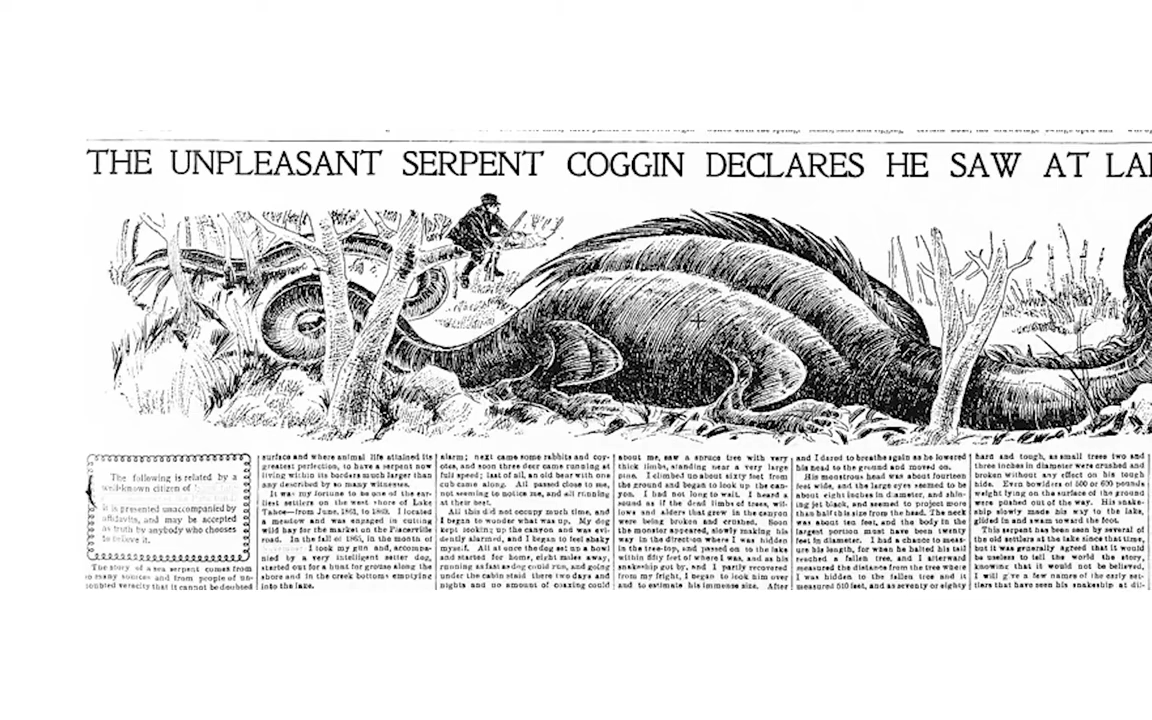 THE UNPLEASANT SERPENT COGGIN DECLARES HE SAW AT LA
The following is related by a
well-known citizen of
It is presented unaccompanied by
affidavits, and may be accepted
as truth by anybody who chooses
to believe it.
The story of a sea serpent comes from
so many sources and from people of un-
doubted veracity that it cannot be doubted
surface and where animal life attained its
greatest perfection, to have a serpent now
living within its borders much larger than
any described by so many witnesses.
It was my fortune to be one of the ear-
liest settlers on the west shore of Lake
Tahoe—from June, 1861, to 1869. I located
a meadow and was engaged in cutting
wild hay for the market on the Placerville
road. In the fall of 1865, in the month of
I took my gun and, accompa-
nied by a very intelligent setter dog,
started out for a hunt for grouse along the
shore and in the creek bottoms emptying
into the lake.
alarm; next came some rabbits and coy-
otes, and soon three deer came running at
full speed; last of all, an old bear with one
cub came along. All passed close to me,
not seeming to notice me, and all running
at their best.
All this did not occupy much time, and
I began to wonder what was up. My dog
kept looking up the canyon and was evi-
dently alarmed, and I began to feel shaky
myself. All at once the dog set up a howl
and started for home, eight miles away,
running as fast as dog could run, and going
under the cabin staid there two days and
nights and no amount of coaxing could
about me, saw a spruce tree with very
thick limbs, standing near a very large
pine. I climbed up about sixty feet from
the ground and began to look up the can-
yon. I had not long to wait. I heard a
sound as if the dead limbs of trees, wil-
lows and alders that grew in the canyon
were being broken and crushed. Soon
the monster appeared, slowly making his
way in the direction where I was hidden
in the tree-top, and passed on to the lake
within fifty feet of where I was, and as his
snakeship got by, and I partly recovered
from my fright, I began to look him over
and to estimate his immense size. After
and I dared to breathe again as he lowered
his head to the ground and moved on.
His monstrous head was about fourteen
feet wide, and the large eyes seemed to be
about eight inches in diameter, and shin-
ing jet black, and seemed to project more
than half this size from the head. The neck
was about ten feet, and the body in the
largest portion must have been twenty
feet in diameter. I had a chance to meas-
ure his length, for when he halted his tail
reached a fallen tree, and I afterward
measured the distance from the tree where
I was hidden to the fallen tree and it
measured 510 feet, and as seventy or eighty
hard and tough, as small trees two and
three inches in diameter were crushed and
broken without any effect on his tough
hide. Even bowlders of 500 or 600 pounds
weight lying on the surface of the ground
were pushed out of the way. His snake-
ship slowly made his way to the lake,
glided in and swam toward the foot.
This serpent has been seen by several of
the old settlers at the lake since that time,
but it was generally agreed that it would
be useless to tell the world the story,
knowing that it would not be believed.
I will give a few names of the early set-
tlers that have seen his snakeship at dif-